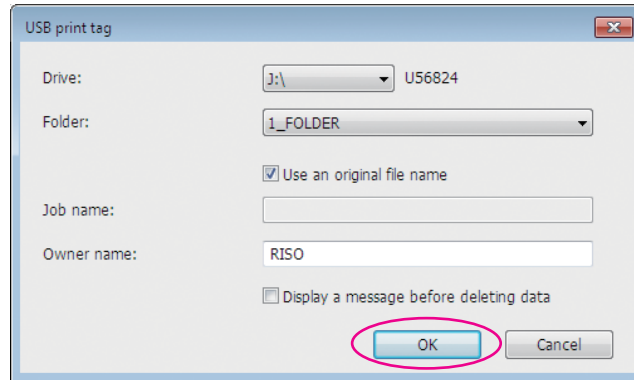 USB print tag
Drive: J:\ U56824
Folder: 1_FOLDER
Use an original file name
Job name:
Owner name: RISO
Display a message before deleting data
OK Cancel